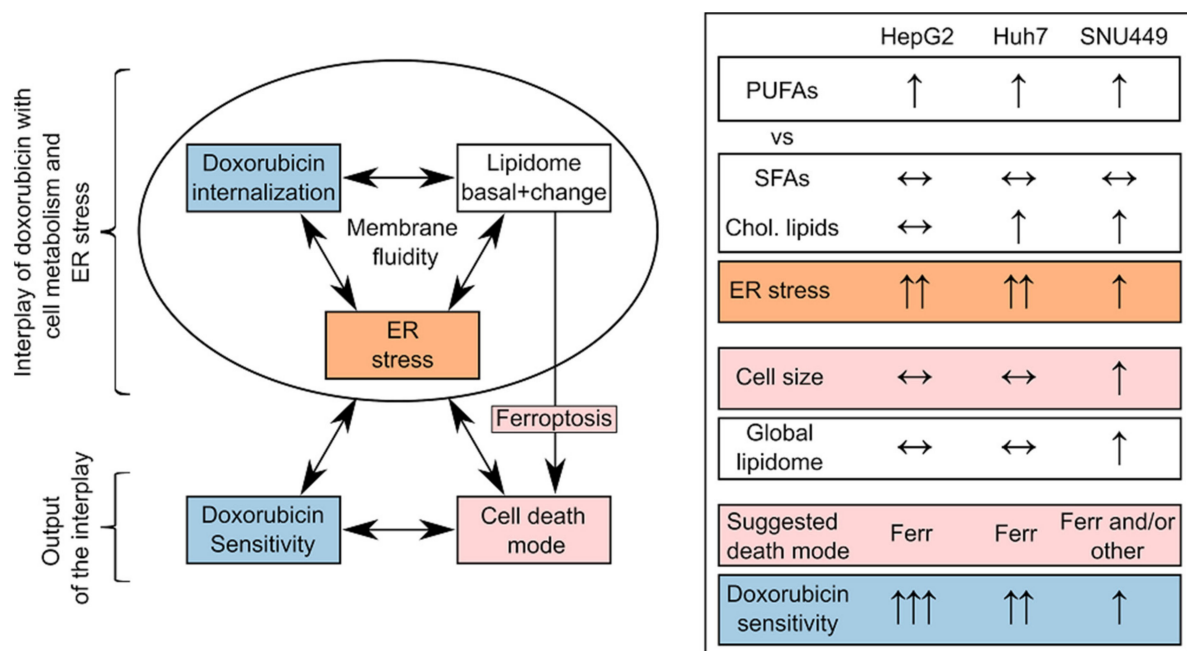 Interplay of doxorubicin with
cell metabolism and
ER stress
Doxorubicin
internalization
Lipidome
basal+change
Membrane
fluidity
ER
stress
Ferroptosis
Output
of the interplay
Doxorubicin
Sensitivity
Cell death
mode
HepG2 Huh7 SNU449
PUFAs ↑ ↑ ↑
vs
SFAs ↔ ↔ ↔
Chol. lipids ↔ ↑ ↑
ER stress ↑↑ ↑↑ ↑
Cell size ↔ ↔ ↑
Global
lipidome ↔ ↔ ↑
Suggested
death mode Ferr Ferr Ferr and/or
other
Doxorubicin
sensitivity ↑↑↑ ↑↑ ↑